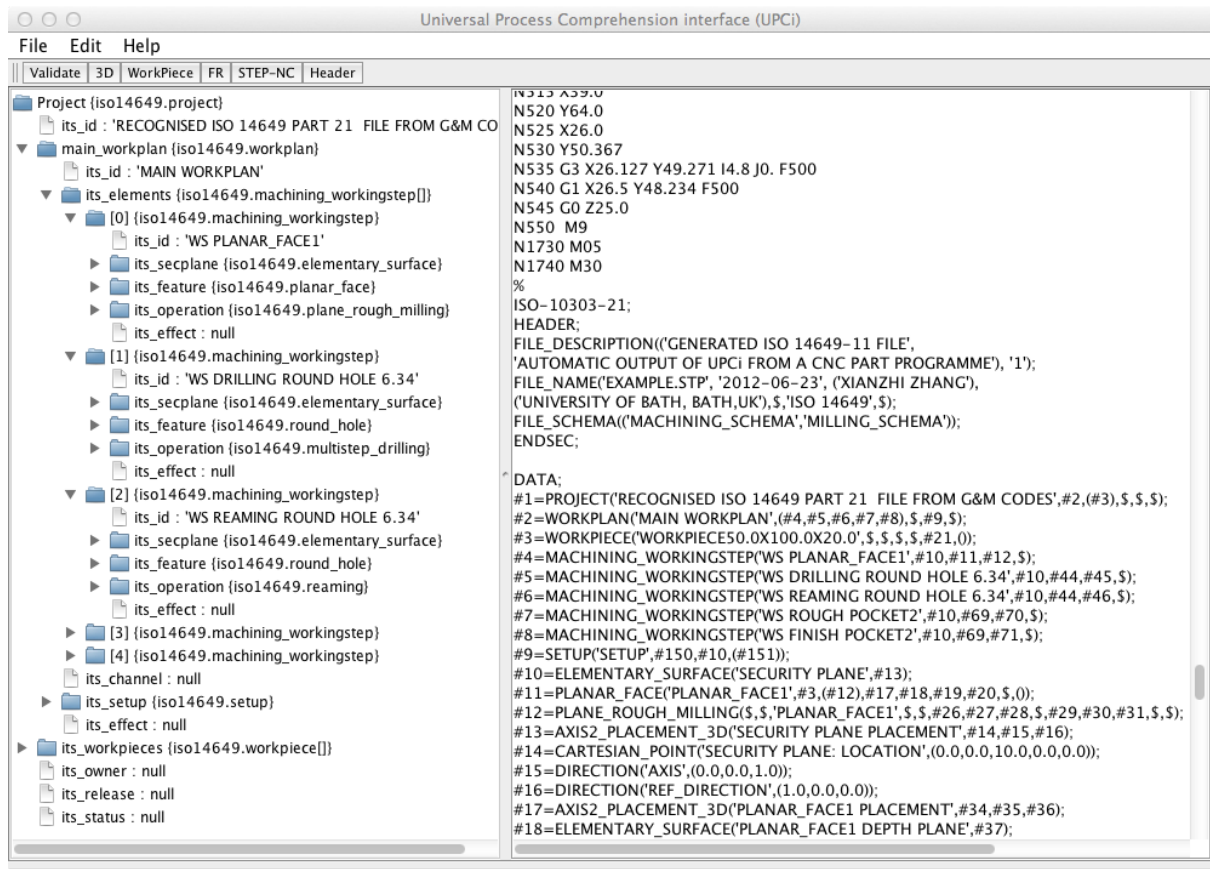 Universal Process Comprehension interface (UPCi)
File Edit Help
Validate 3D WorkPiece FR STEP-NC Header
Project {iso14649.project}
its_id : 'RECOGNISED ISO 14649 PART 21 FILE FROM G&M CO
main_workplan {iso14649.workplan}
its_id : 'MAIN WORKPLAN'
its_elements {iso14649.machining_workingstep[]}
[0] {iso14649.machining_workingstep}
its_id : 'WS PLANAR_FACE1'
its_secplane {iso14649.elementary_surface}
its_feature {iso14649.planar_face}
its_operation {iso14649.plane_rough_milling}
its_effect : null
[1] {iso14649.machining_workingstep}
its_id : 'WS DRILLING ROUND HOLE 6.34'
its_secplane {iso14649.elementary_surface}
its_feature {iso14649.round_hole}
its_operation {iso14649.multistep_drilling}
its_effect : null
[2] {iso14649.machining_workingstep}
its_id : 'WS REAMING ROUND HOLE 6.34'
its_secplane {iso14649.elementary_surface}
its_feature {iso14649.round_hole}
its_operation {iso14649.reaming}
its_effect : null
[3] {iso14649.machining_workingstep}
[4] {iso14649.machining_workingstep}
its_channel : null
its_setup {iso14649.setup}
its_effect : null
its_workpieces {iso14649.workpiece[]}
its_owner : null
its_release : null
its_status : null
N515 X39.0
N520 Y64.0
N525 X26.0
N530 Y50.367
N535 G3 X26.127 Y49.271 I4.8 J0. F500
N540 G1 X26.5 Y48.234 F500
N545 G0 Z25.0
N550 M9
N1730 M05
N1740 M30
%
ISO-10303-21;
HEADER;
FILE_DESCRIPTION(('GENERATED ISO 14649-11 FILE',
'AUTOMATIC OUTPUT OF UPCi FROM A CNC PART PROGRAMME'), '1');
FILE_NAME('EXAMPLE.STP', '2012-06-23', ('XIANZHI ZHANG'),
('UNIVERSITY OF BATH, BATH,UK'),$,'ISO 14649',$);
FILE_SCHEMA(('MACHINING_SCHEMA','MILLING_SCHEMA'));
ENDSEC;
DATA;
#1=PROJECT('RECOGNISED ISO 14649 PART 21 FILE FROM G&M CODES',#2,(#3),$,$,$);
#2=WORKPLAN('MAIN WORKPLAN',(#4,#5,#6,#7,#8),$,#9,$);
#3=WORKPIECE('WORKPIECE50.0X100.0X20.0',$,$,$,$,#21,());
#4=MACHINING_WORKINGSTEP('WS PLANAR_FACE1',#10,#11,#12,$);
#5=MACHINING_WORKINGSTEP('WS DRILLING ROUND HOLE 6.34',#10,#44,#45,$);
#6=MACHINING_WORKINGSTEP('WS REAMING ROUND HOLE 6.34',#10,#44,#46,$);
#7=MACHINING_WORKINGSTEP('WS ROUGH POCKET2',#10,#69,#70,$);
#8=MACHINING_WORKINGSTEP('WS FINISH POCKET2',#10,#69,#71,$);
#9=SETUP('SETUP',#150,#10,(#151));
#10=ELEMENTARY_SURFACE('SECURITY PLANE',#13);
#11=PLANAR_FACE('PLANAR_FACE1',#3,(#12),#17,#18,#19,#20,$,());
#12=PLANE_ROUGH_MILLING($,$,'PLANAR_FACE1',$,$,#26,#27,#28,$,#29,#30,#31,$,$);
#13=AXIS2_PLACEMENT_3D('SECURITY PLANE PLACEMENT',#14,#15,#16);
#14=CARTESIAN_POINT('SECURITY PLANE: LOCATION',(0.0,0.0,10.0,0.0,0.0));
#15=DIRECTION('AXIS',(0.0,0.0,1.0));
#16=DIRECTION('REF_DIRECTION',(1.0,0.0,0.0));
#17=AXIS2_PLACEMENT_3D('PLANAR_FACE1 PLACEMENT',#34,#35,#36);
#18=ELEMENTARY_SURFACE('PLANAR_FACE1 DEPTH PLANE',#37);